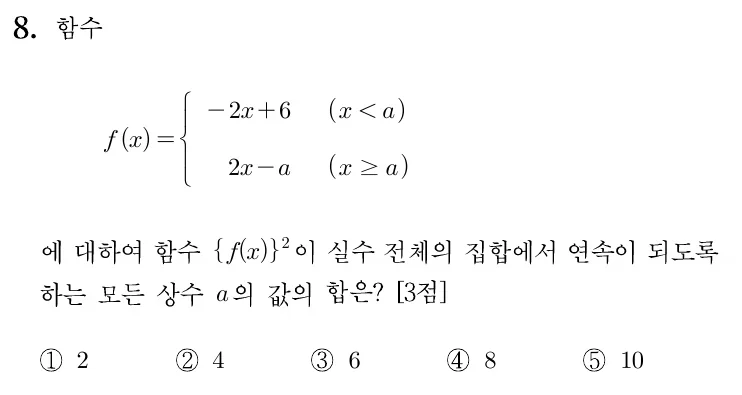 8. 함수
−2x+6 (x < a)
f(x)={
2x−a (x ≥ a)
에 대하여 함수 {f(x)}²이 실수 전체의 집합에서 연속이 되도록
하는 모든 상수 a의 값의 합은? [3점]
① 2 ② 4 ③ 6 ④ 8 ⑤ 10